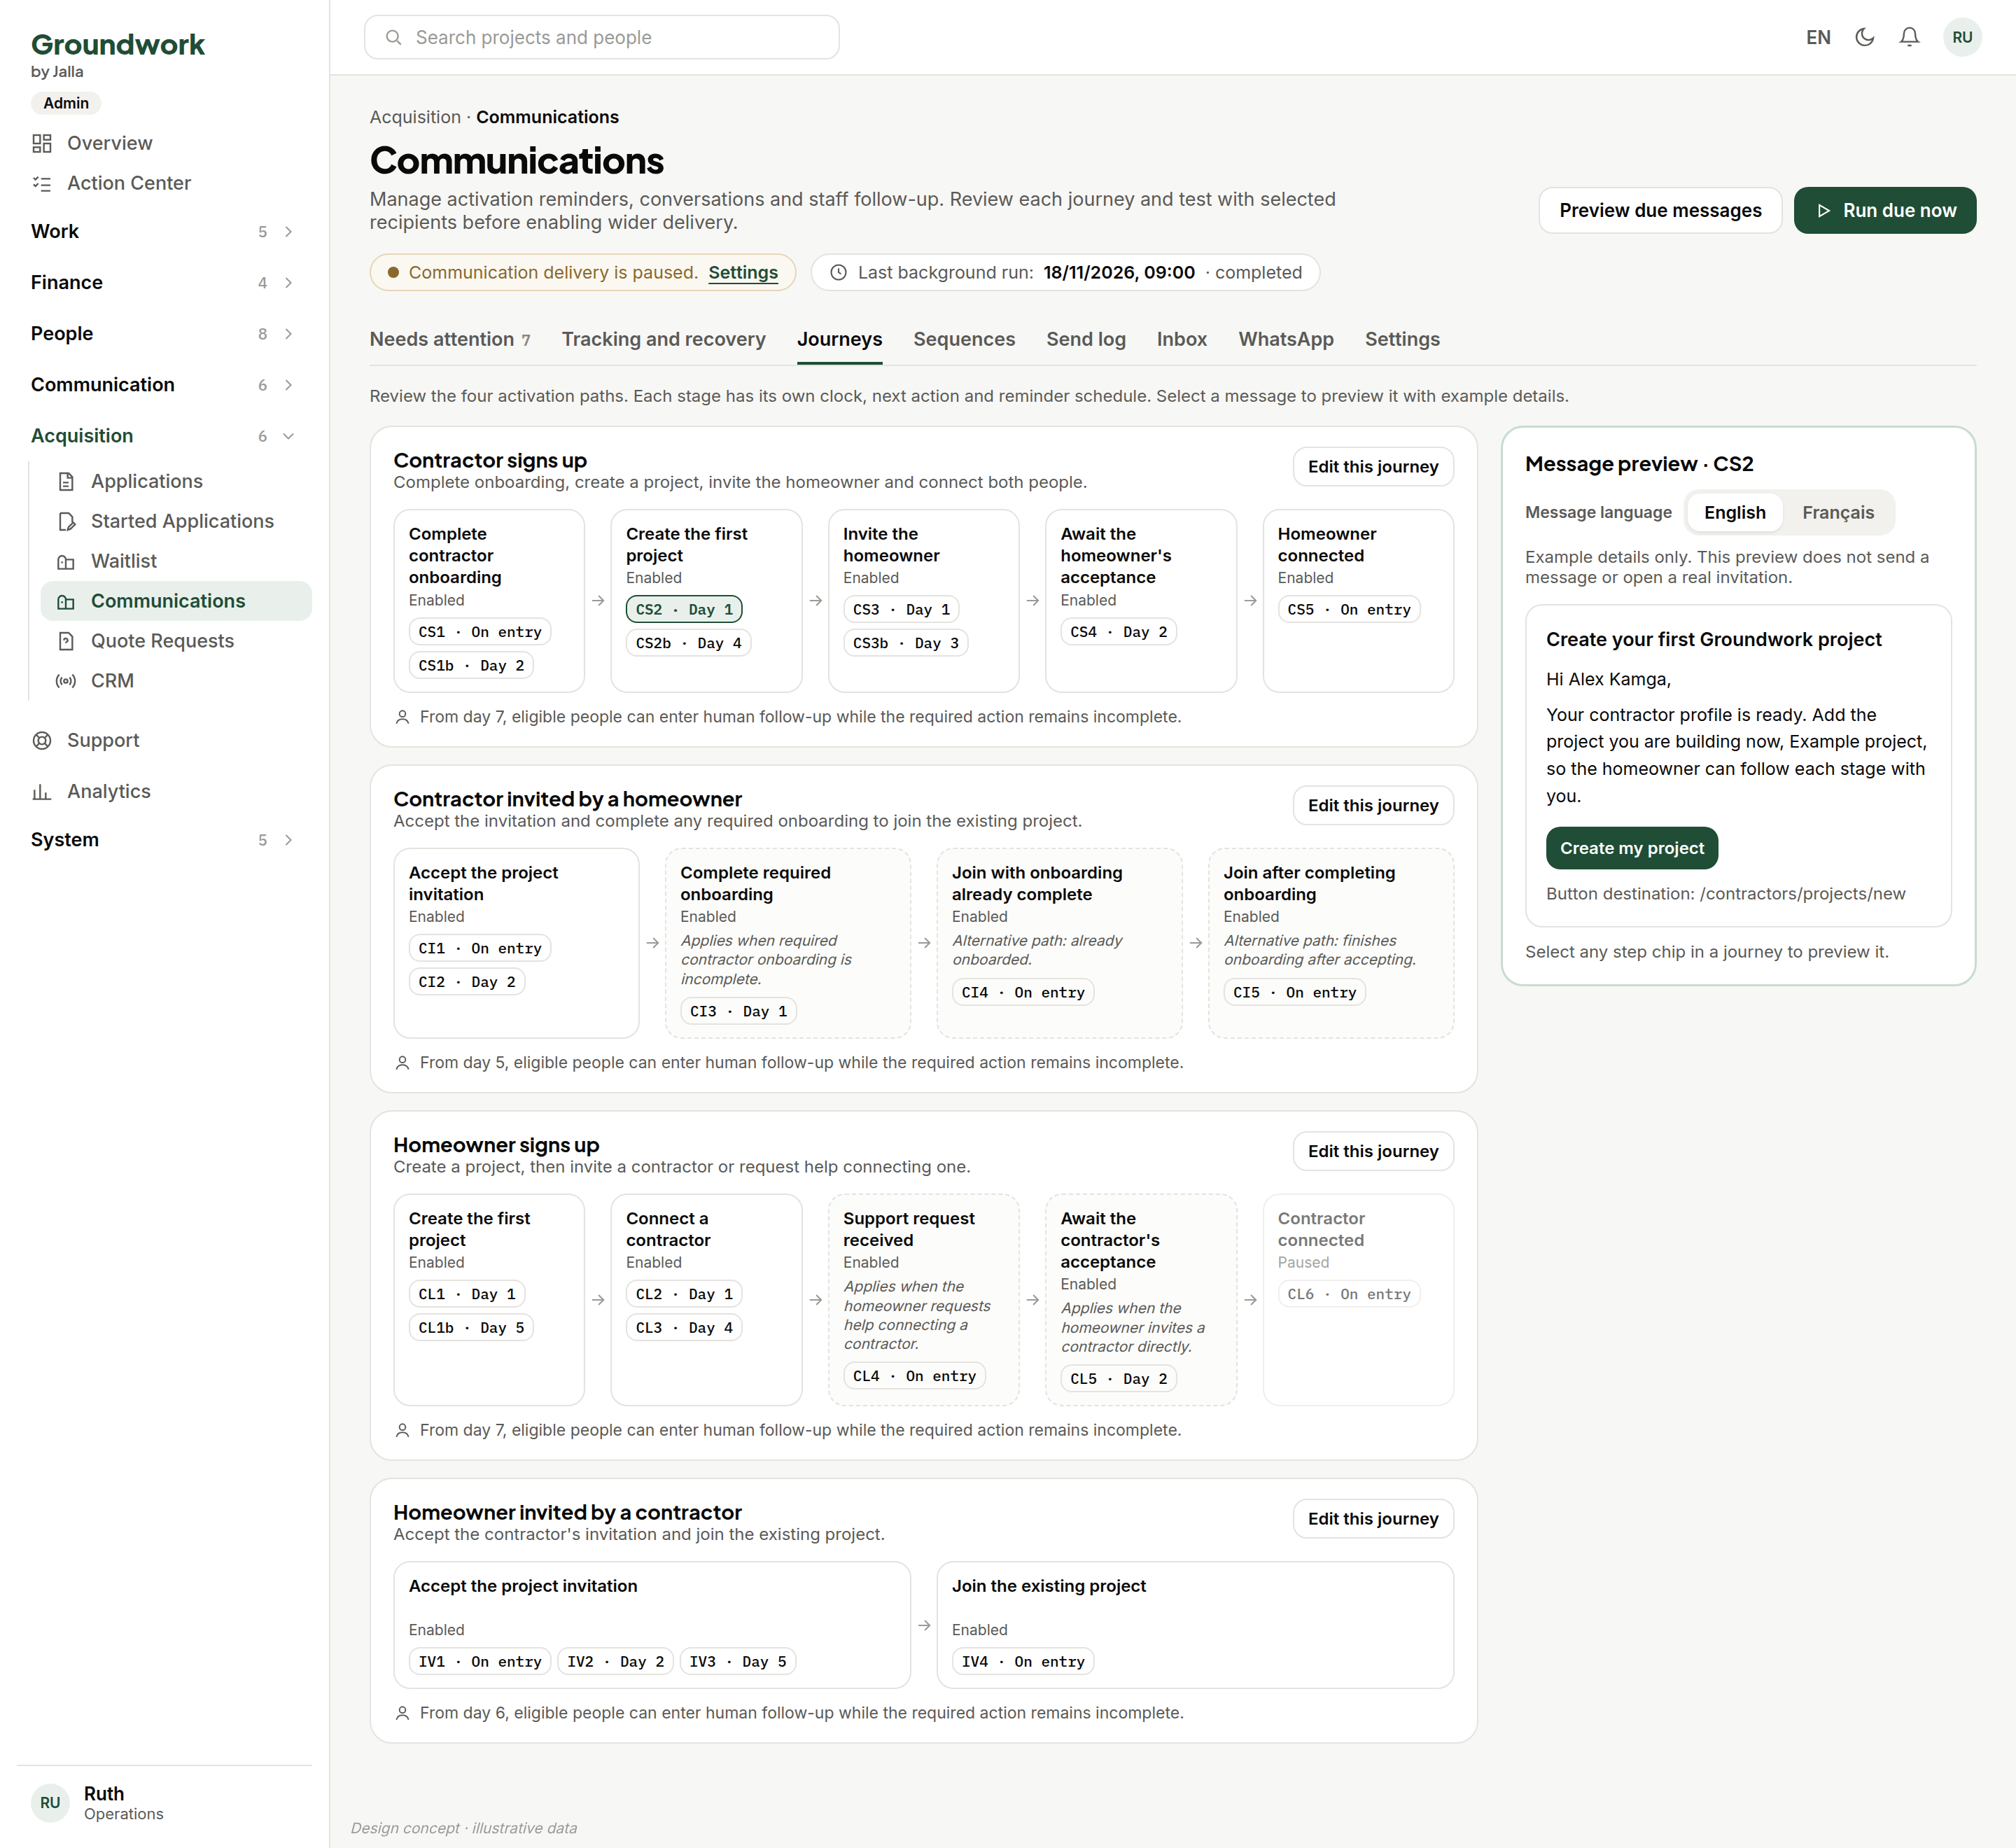 Groundwork
by Jalla
Admin
Overview
Action Center
Work 5
Finance 4
People 8
Communication 6
Acquisition 6
Applications
Started Applications
Waitlist
Communications
Quote Requests
CRM
Support
Analytics
System 5
RU
Ruth
Operations
Search projects and people
EN
RU
Acquisition · Communications
Communications
Manage activation reminders, conversations and staff follow-up. Review each journey and test with selected
recipients before enabling wider delivery.
Preview due messages
Run due now
Communication delivery is paused. Settings
Last background run: 18/11/2026, 09:00 · completed
Needs attention 7
Tracking and recovery
Journeys
Sequences
Send log
Inbox
WhatsApp
Settings
Review the four activation paths. Each stage has its own clock, next action and reminder schedule. Select a message to preview it with example details.
Contractor signs up
Complete onboarding, create a project, invite the homeowner and connect both people.
Edit this journey
Complete
contractor
onboarding
Enabled
CS1 · On entry
CS1b · Day 2
Create the first
project
Enabled
CS2 · Day 1
CS2b · Day 4
Invite the
homeowner
Enabled
CS3 · Day 1
CS3b · Day 3
Await the
homeowner's
acceptance
Enabled
CS4 · Day 2
Homeowner
connected
Enabled
CS5 · On entry
From day 7, eligible people can enter human follow-up while the required action remains incomplete.
Contractor invited by a homeowner
Accept the invitation and complete any required onboarding to join the existing project.
Edit this journey
Accept the project
invitation
Enabled
CI1 · On entry
CI2 · Day 2
Complete required
onboarding
Enabled
Applies when required
contractor onboarding is
incomplete.
CI3 · Day 1
Join with onboarding
already complete
Enabled
Alternative path: already
onboarded.
CI4 · On entry
Join after completing
onboarding
Enabled
Alternative path: finishes
onboarding after accepting.
CI5 · On entry
From day 5, eligible people can enter human follow-up while the required action remains incomplete.
Homeowner signs up
Create a project, then invite a contractor or request help connecting one.
Edit this journey
Create the first
project
Enabled
CL1 · Day 1
CL1b · Day 5
Connect a
contractor
Enabled
CL2 · Day 1
CL3 · Day 4
Support request
received
Enabled
Applies when the
homeowner requests
help connecting a
contractor.
CL4 · On entry
Await the
contractor's
acceptance
Enabled
Applies when the
homeowner invites a
contractor directly.
CL5 · Day 2
Contractor
connected
Paused
CL6 · On entry
From day 7, eligible people can enter human follow-up while the required action remains incomplete.
Homeowner invited by a contractor
Accept the contractor's invitation and join the existing project.
Edit this journey
Accept the project invitation
Enabled
IV1 · On entry
IV2 · Day 2
IV3 · Day 5
Join the existing project
Enabled
IV4 · On entry
From day 6, eligible people can enter human follow-up while the required action remains incomplete.
Message preview · CS2
Message language
English
Français
Example details only. This preview does not send a
message or open a real invitation.
Create your first Groundwork project
Hi Alex Kamga,
Your contractor profile is ready. Add the
project you are building now, Example project,
so the homeowner can follow each stage with
you.
Create my project
Button destination: /contractors/projects/new
Select any step chip in a journey to preview it.
Design concept · illustrative data